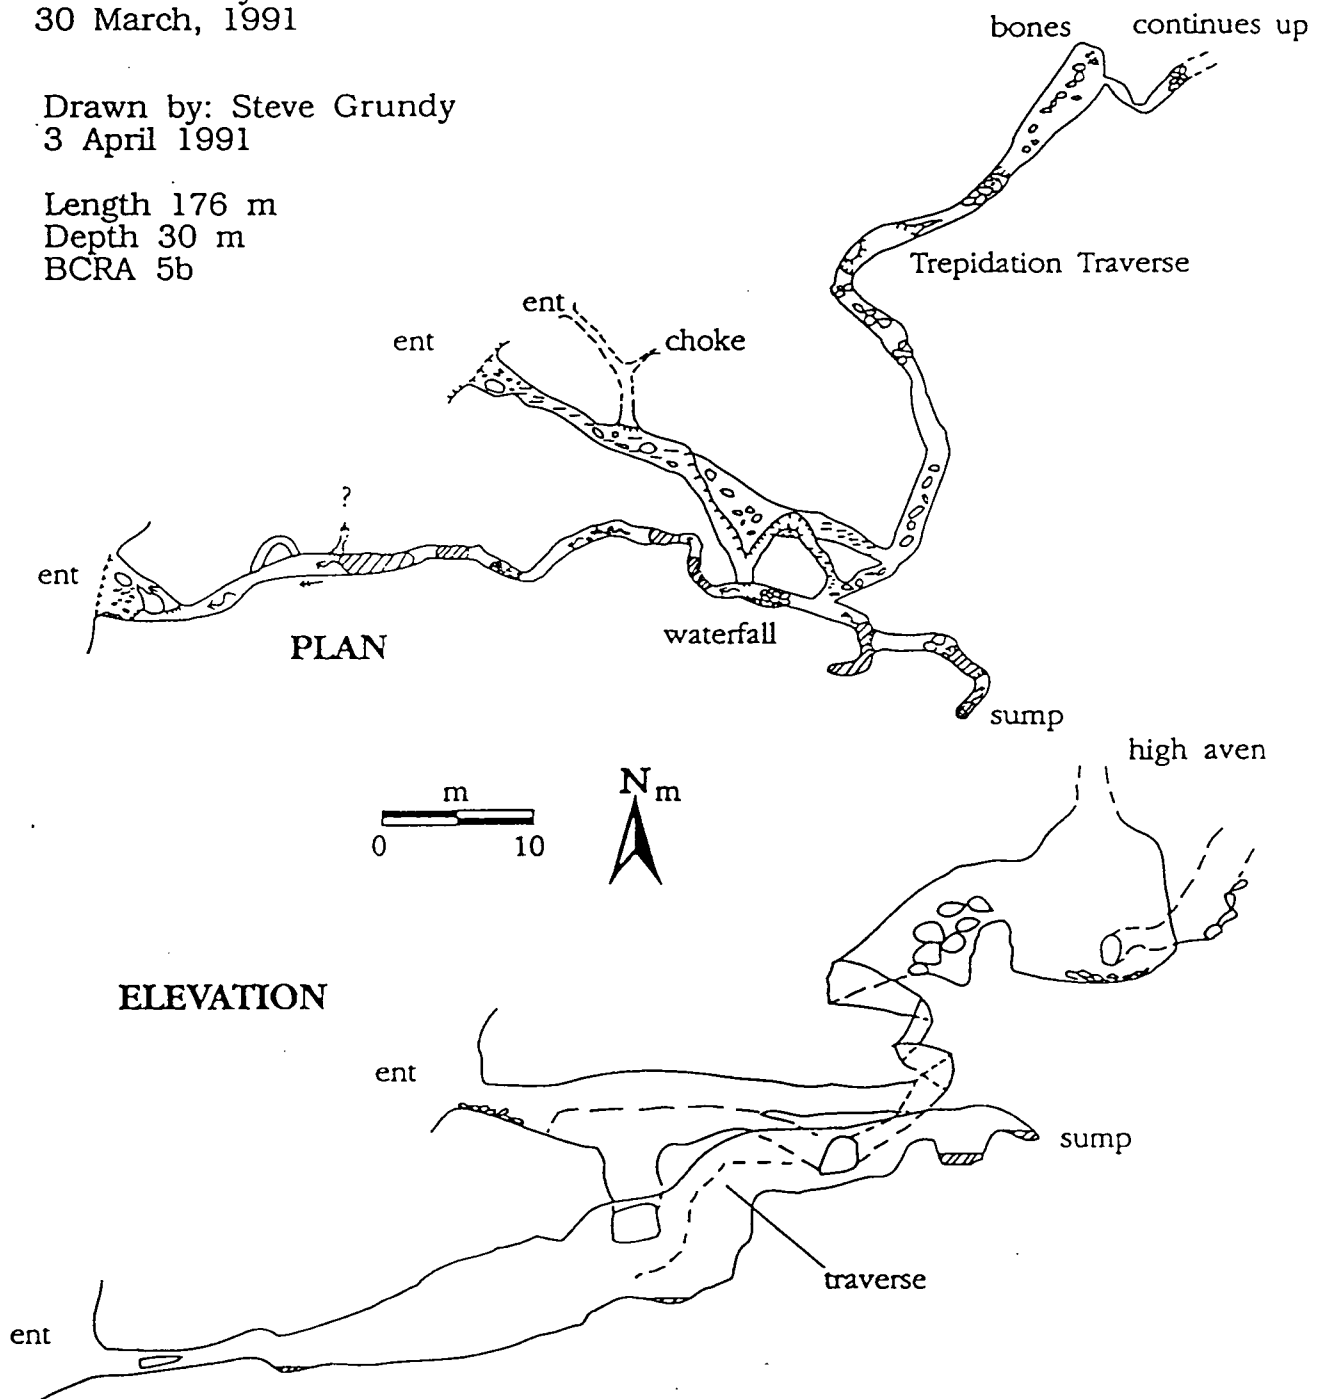 30 March, 1991
Drawn by: Steve Grundy
3 April 1991
Length 176 m
Depth 30 m
BCRA 5b
bones
continues up
Trepidation Traverse
ent
choke
ent
?
ent
waterfall
PLAN
sump
high aven
m
0 10
N m
ELEVATION
ent
sump
traverse
ent